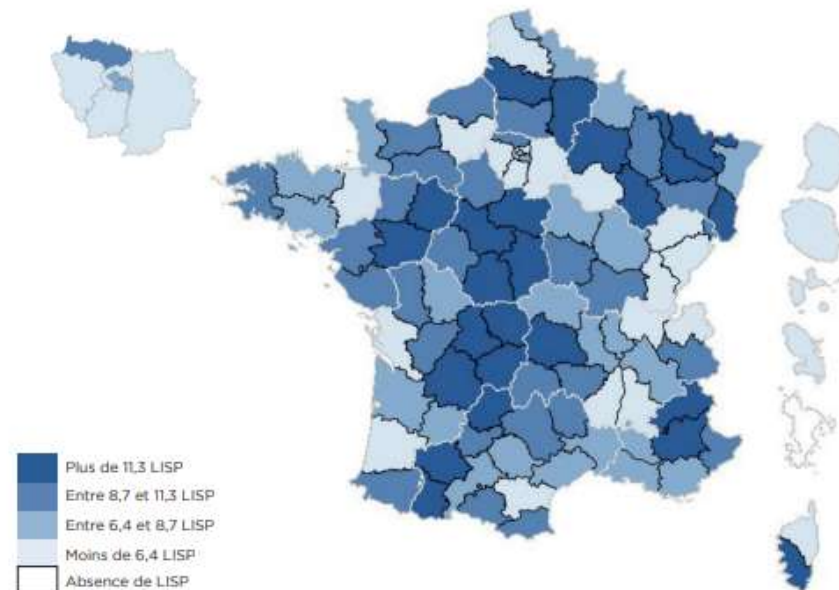 Plus de 11,3 LISP
Entre 8,7 et 11,3 LISP
Entre 6,4 et 8,7 LISP
Moins de 6,4 LISP
Absence de LISP